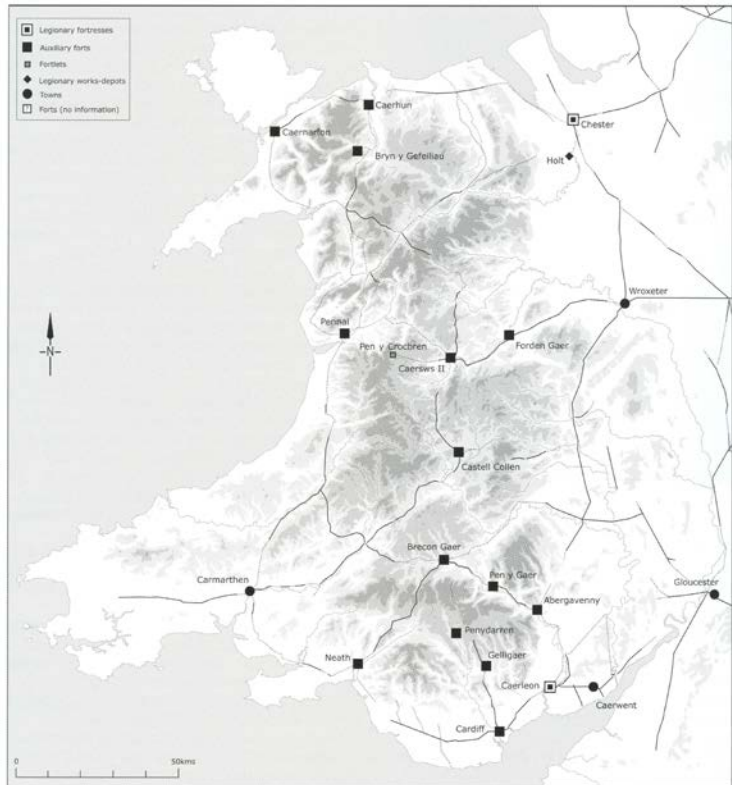 Legionary fortresses
Auxiliary forts
Fortlets
Legionary works-depots
Towns
Forts (no information)
Caerhun
Caernarfon
Chester
Bryn y Gefeiliau
Holt
Wroxeter
Pennal
Pen y Crocbren
Forden Gaer
Caersws II
N
Castell Collen
Brecon Gaer
Pen y Gaer
Carmarthen
Gloucester
Abergavenny
Penydarren
Neath
Gelligaer
Caerleon
Caerwent
Cardiff
0 50kms